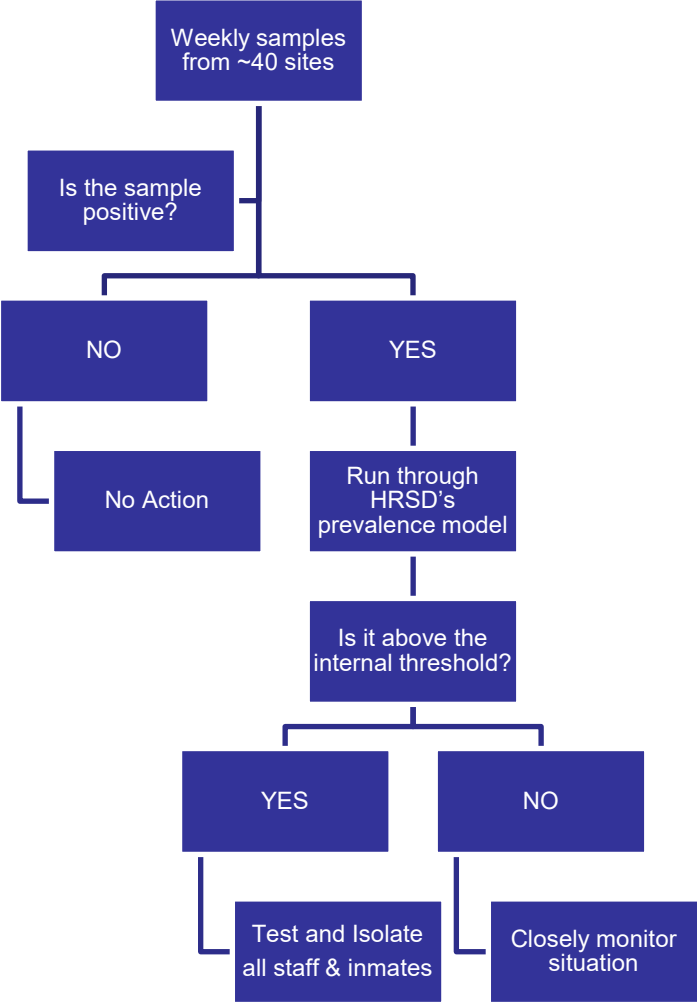 Weekly samples
from ~40 sites
Is the sample
positive?
NO
YES
No Action
Run through
HRSD’s
prevalence model
Is it above the
internal threshold?
YES
NO
Test and Isolate
all staff & inmates
Closely monitor
situation